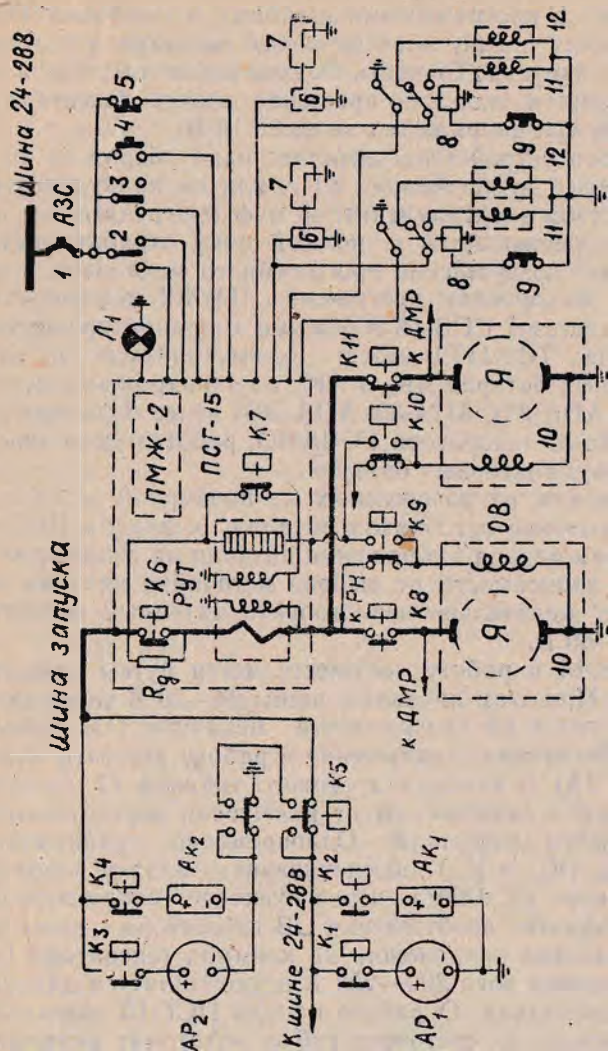 Шина 24-28В
1
АЗС
2
3
4
5
Л1
6
7
6
7
8
9
11
12
8
9
11
12
Шина запуска
ПМЖ-2
ПСГ-15
К6
К7
РУТ
Rд
К3
К4
АР2
АК2
К5
К шине 24-28В
К1
К2
АР1
АК1
К8
К9
К10
К11
к РН
к ДМР
к ДМР
Я
ОВ
10
Я
10